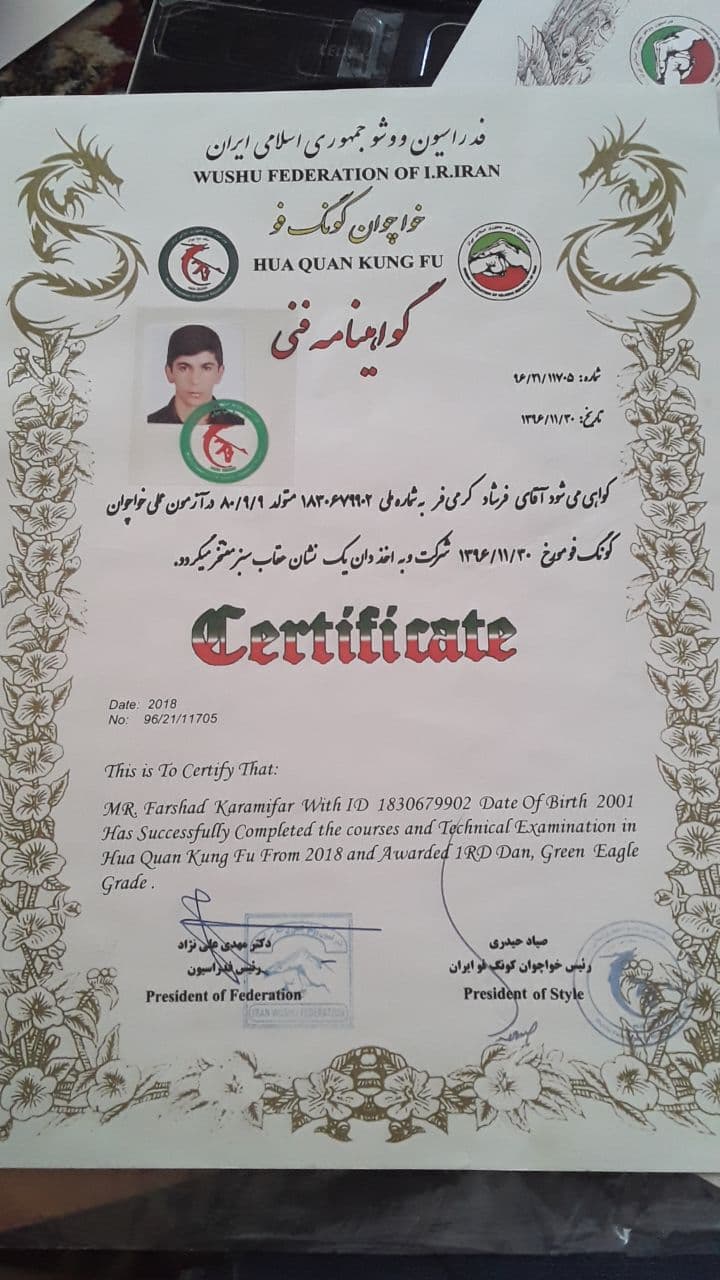 فدراسیون ووشو جمهوری اسلامی ایران
WUSHU FEDERATION OF I.R.IRAN
خواچوان کونگ فو
HUA QUAN KUNG FU
گواهینامه فنی
شماره: ۹۶/۲۱/۱۱۷۰۵
تاریخ: ۱۳۹۶/۱۱/۳۰
گواهی می شود آقای فرشاد کرمی فر به شماره ملی ۱۸۳۰۶۷۹۹۰۲ متولد ۸۰/۹/۹ در آزمون عملی خواچوان
کونگ فو مورخ ۱۳۹۶/۱۱/۳۰ شرکت و به اخذ دان یک نشان عقاب سبز مفتخر میگردد.
Certificate
Date: 2018
No: 96/21/11705
This is To Certify That:
MR. Farshad Karamifar With ID 1830679902 Date Of Birth 2001
Has Successfully Completed the courses and Technical Examination in
Hua Quan Kung Fu From 2018 and Awarded 1RD Dan, Green Eagle
Grade .
دکتر مهدی علی نژاد
رئیس فدراسیون
President of Federation
IRAN WUSHU FEDERATION
صیاد حیدری
رئیس خواچوان کونگ فو ایران
President of Style